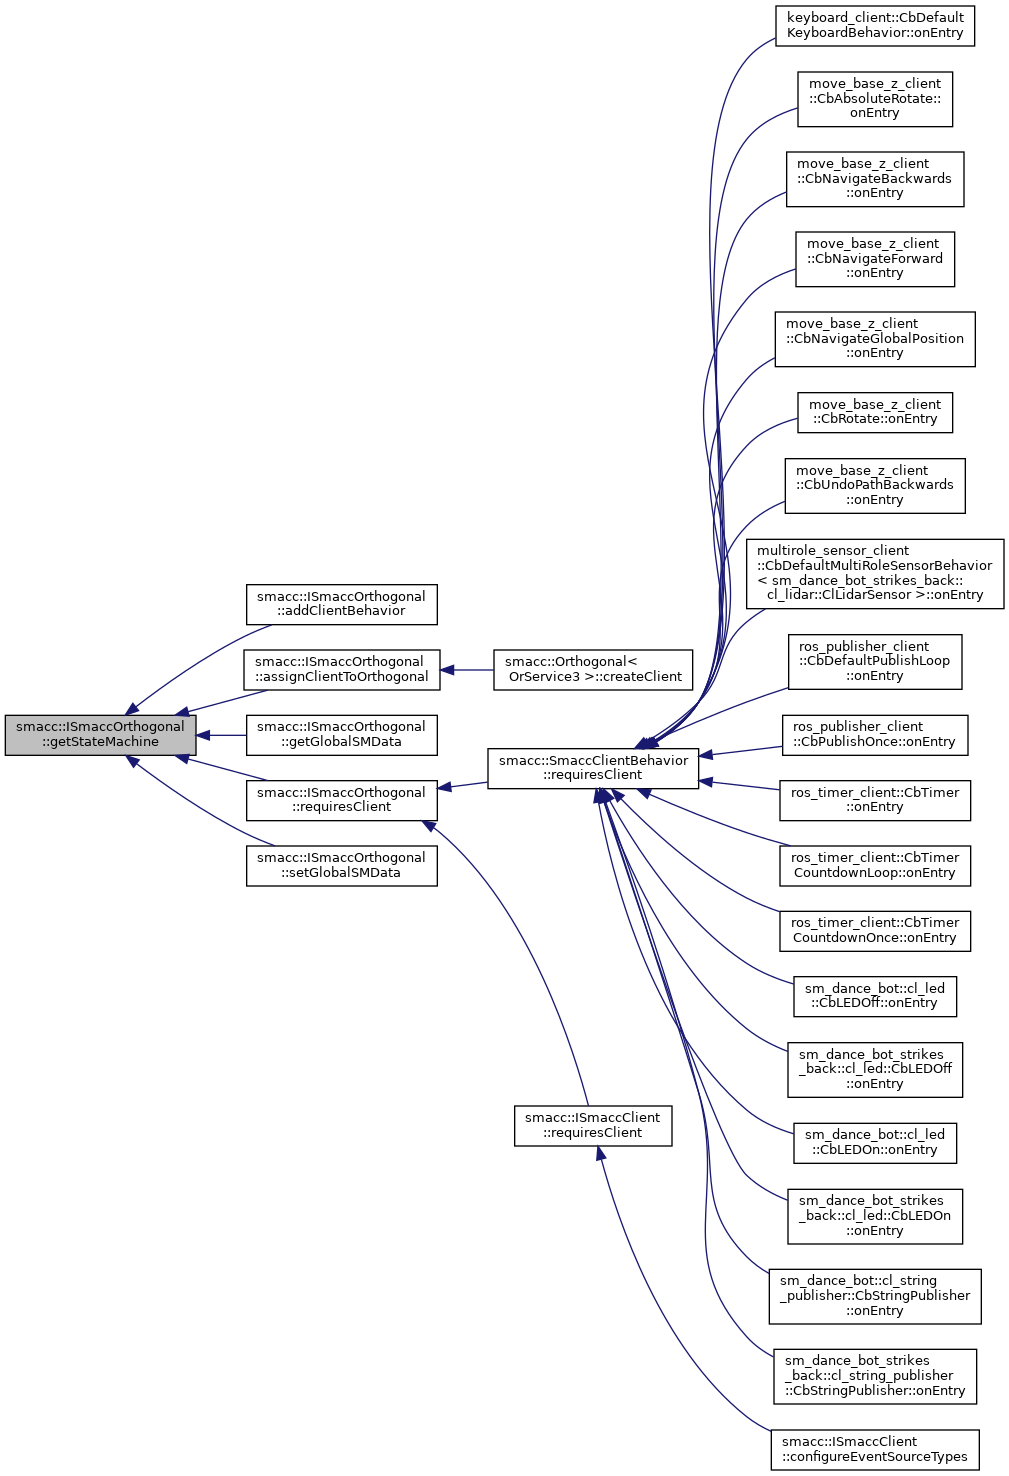 keyboard_client::CbDefault
KeyboardBehavior::onEntry
move_base_z_client
::CbAbsoluteRotate::
onEntry
move_base_z_client
::CbNavigateBackwards
::onEntry
move_base_z_client
::CbNavigateForward
::onEntry
move_base_z_client
::CbNavigateGlobalPosition
::onEntry
move_base_z_client
::CbRotate::onEntry
move_base_z_client
::CbUndoPathBackwards
::onEntry
multirole_sensor_client
::CbDefaultMultiRoleSensorBehavior
< sm_dance_bot_strikes_back::
cl_lidar::ClLidarSensor >::onEntry
smacc::ISmaccOrthogonal
::addClientBehavior
smacc::ISmaccOrthogonal
::assignClientToOrthogonal
smacc::Orthogonal<
OrService3 >::createClient
ros_publisher_client
::CbDefaultPublishLoop
::onEntry
smacc::ISmaccOrthogonal
::getStateMachine
smacc::ISmaccOrthogonal
::getGlobalSMData
ros_publisher_client
::CbPublishOnce::onEntry
smacc::SmaccClientBehavior
::requiresClient
smacc::ISmaccOrthogonal
::requiresClient
ros_timer_client::CbTimer
::onEntry
smacc::ISmaccOrthogonal
::setGlobalSMData
ros_timer_client::CbTimer
CountdownLoop::onEntry
ros_timer_client::CbTimer
CountdownOnce::onEntry
sm_dance_bot::cl_led
::CbLEDOff::onEntry
sm_dance_bot_strikes
_back::cl_led::CbLEDOff
::onEntry
smacc::ISmaccClient
::requiresClient
sm_dance_bot::cl_led
::CbLEDOn::onEntry
sm_dance_bot_strikes
_back::cl_led::CbLEDOn
::onEntry
sm_dance_bot::cl_string
_publisher::CbStringPublisher
::onEntry
sm_dance_bot_strikes
_back::cl_string_publisher
::CbStringPublisher::onEntry
smacc::ISmaccClient
::configureEventSourceTypes